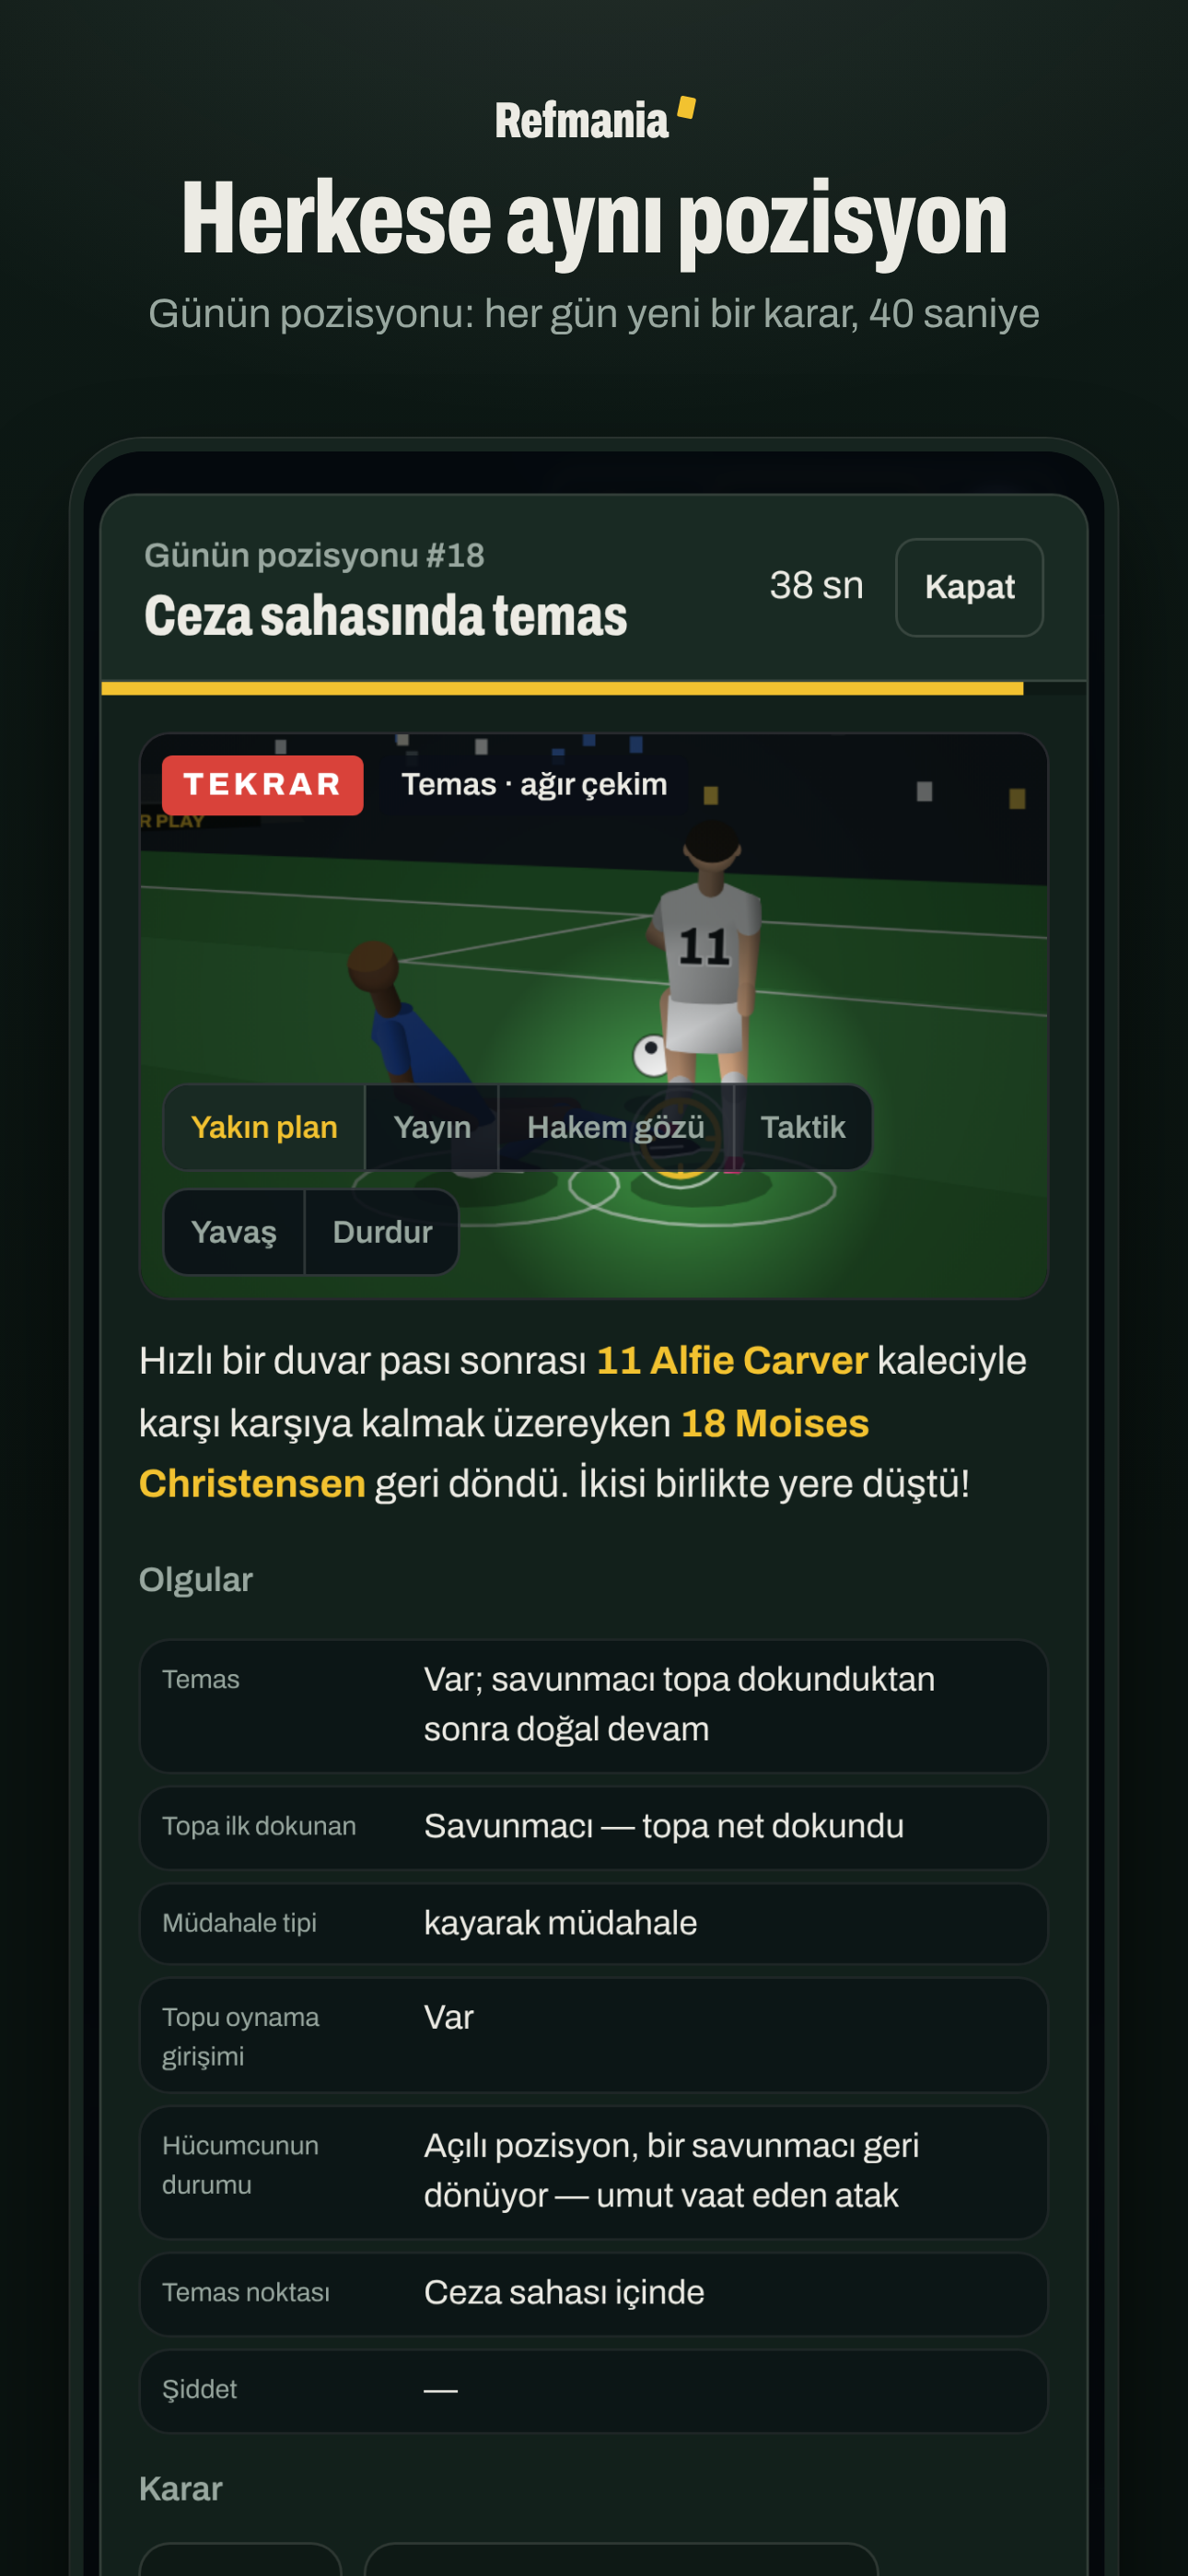 Refmania
Herkese aynı pozisyon
Günün pozisyonu: her gün yeni bir karar, 40 saniye
Günün pozisyonu #18
Ceza sahasında temas
38 sn
Kapat
TEKRAR
Temas · ağır çekim
R PLAY
11
Yakın plan
Yayın
Hakem gözü
Taktik
Yavaş
Durdur
Hızlı bir duvar pası sonrası 11 Alfie Carver kaleciyle
karşı karşıya kalmak üzereyken 18 Moises
Christensen geri döndü. İkisi birlikte yere düştü!
Olgular
Temas
Var; savunmacı topa dokunduktan
sonra doğal devam
Topa ilk dokunan
Savunmacı — topa net dokundu
Müdahale tipi
kayarak müdahale
Topu oynama
girişimi
Var
Hücumcunun
durumu
Açılı pozisyon, bir savunmacı geri
dönüyor — umut vaat eden atak
Temas noktası
Ceza sahası içinde
Şiddet
—
Karar